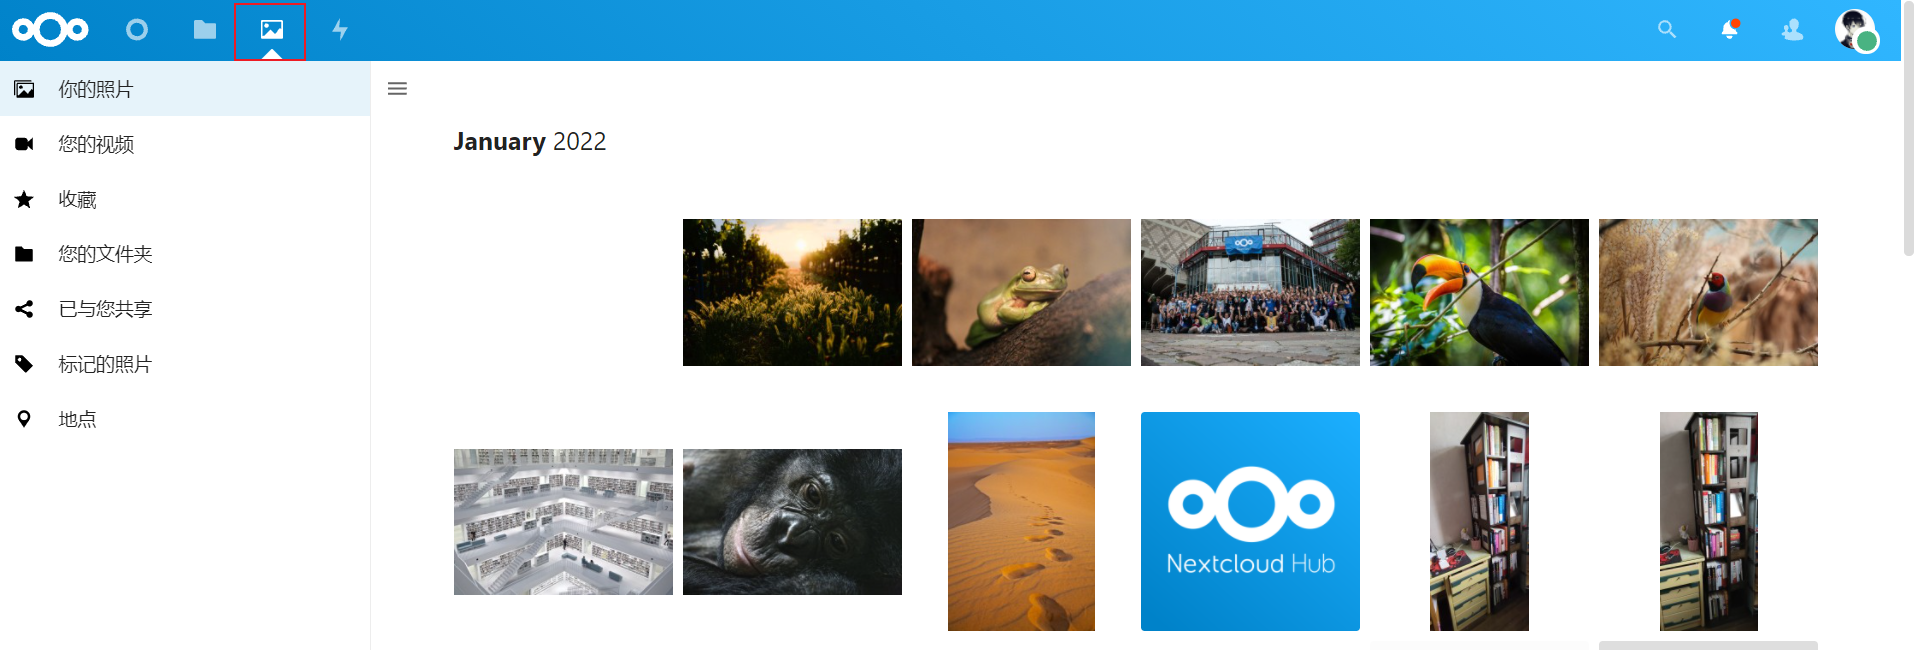 你的照片
您的视频
收藏
您的文件夹
已与您共享
标记的照片
地点
January 2022
Nextcloud Hub